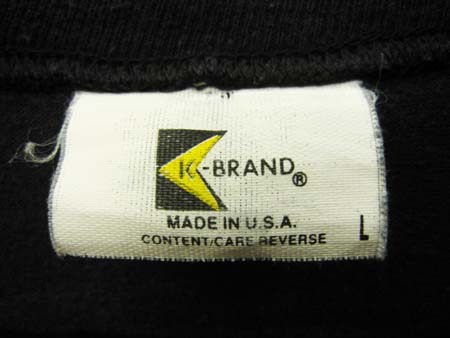 K-BRAND®
MADE IN U.S.A.
CONTENT/CARE REVERSE
L